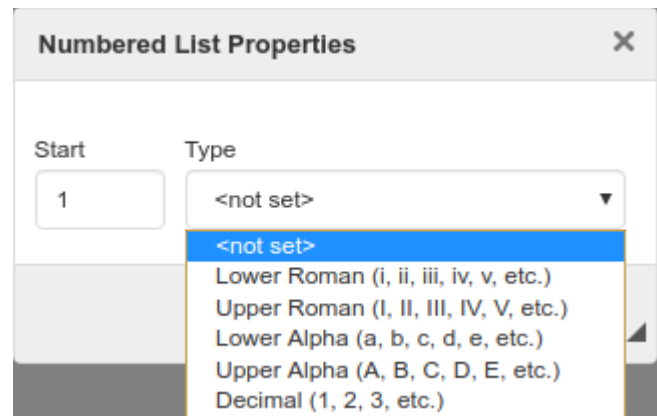 Numbered List Properties ×
Start Type
1 <not set> ▼
<not set>
Lower Roman (i, ii, iii, iv, v, etc.)
Upper Roman (I, II, III, IV, V, etc.)
Lower Alpha (a, b, c, d, e, etc.)
Upper Alpha (A, B, C, D, E, etc.)
Decimal (1, 2, 3, etc.)